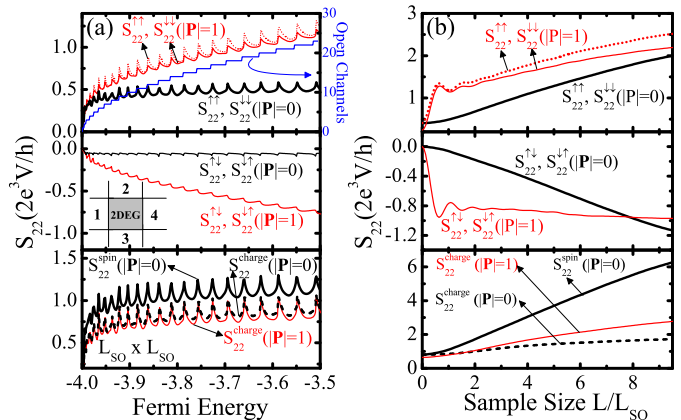 (a)
S22↑↑, S22↓↓(|P|=1)
S22↑↑, S22↓↓(|P|=0)
1.0
0.5
0.0
30
20
10
0
Open Channels
S22↑↓, S22↓↑(|P|=0)
S22↑↓, S22↓↑(|P|=1)
0.0
-0.5
-1.0
2
1 2DEG 4
3
S22 (2e³V/h)
S22spin(|P|=0) S22charge(|P|=0)
S22charge(|P|=1)
LSO x LSO
1.5
1.0
0.5
-4.0 -3.9 -3.8 -3.7 -3.6 -3.5
Fermi Energy
(b)
S22↑↑, S22↓↓(|P|=1)
S22↑↑, S22↓↓(|P|=0)
3
2
1
0
S22↑↓, S22↓↑(|P|=0)
S22↑↓, S22↓↑(|P|=1)
0.0
-0.4
-0.8
-1.2
S22 (2e³V/h)
S22charge(|P|=1) S22spin(|P|=0)
S22charge(|P|=0)
6
4
2
0 2 4 6 8
Sample Size L/LSO